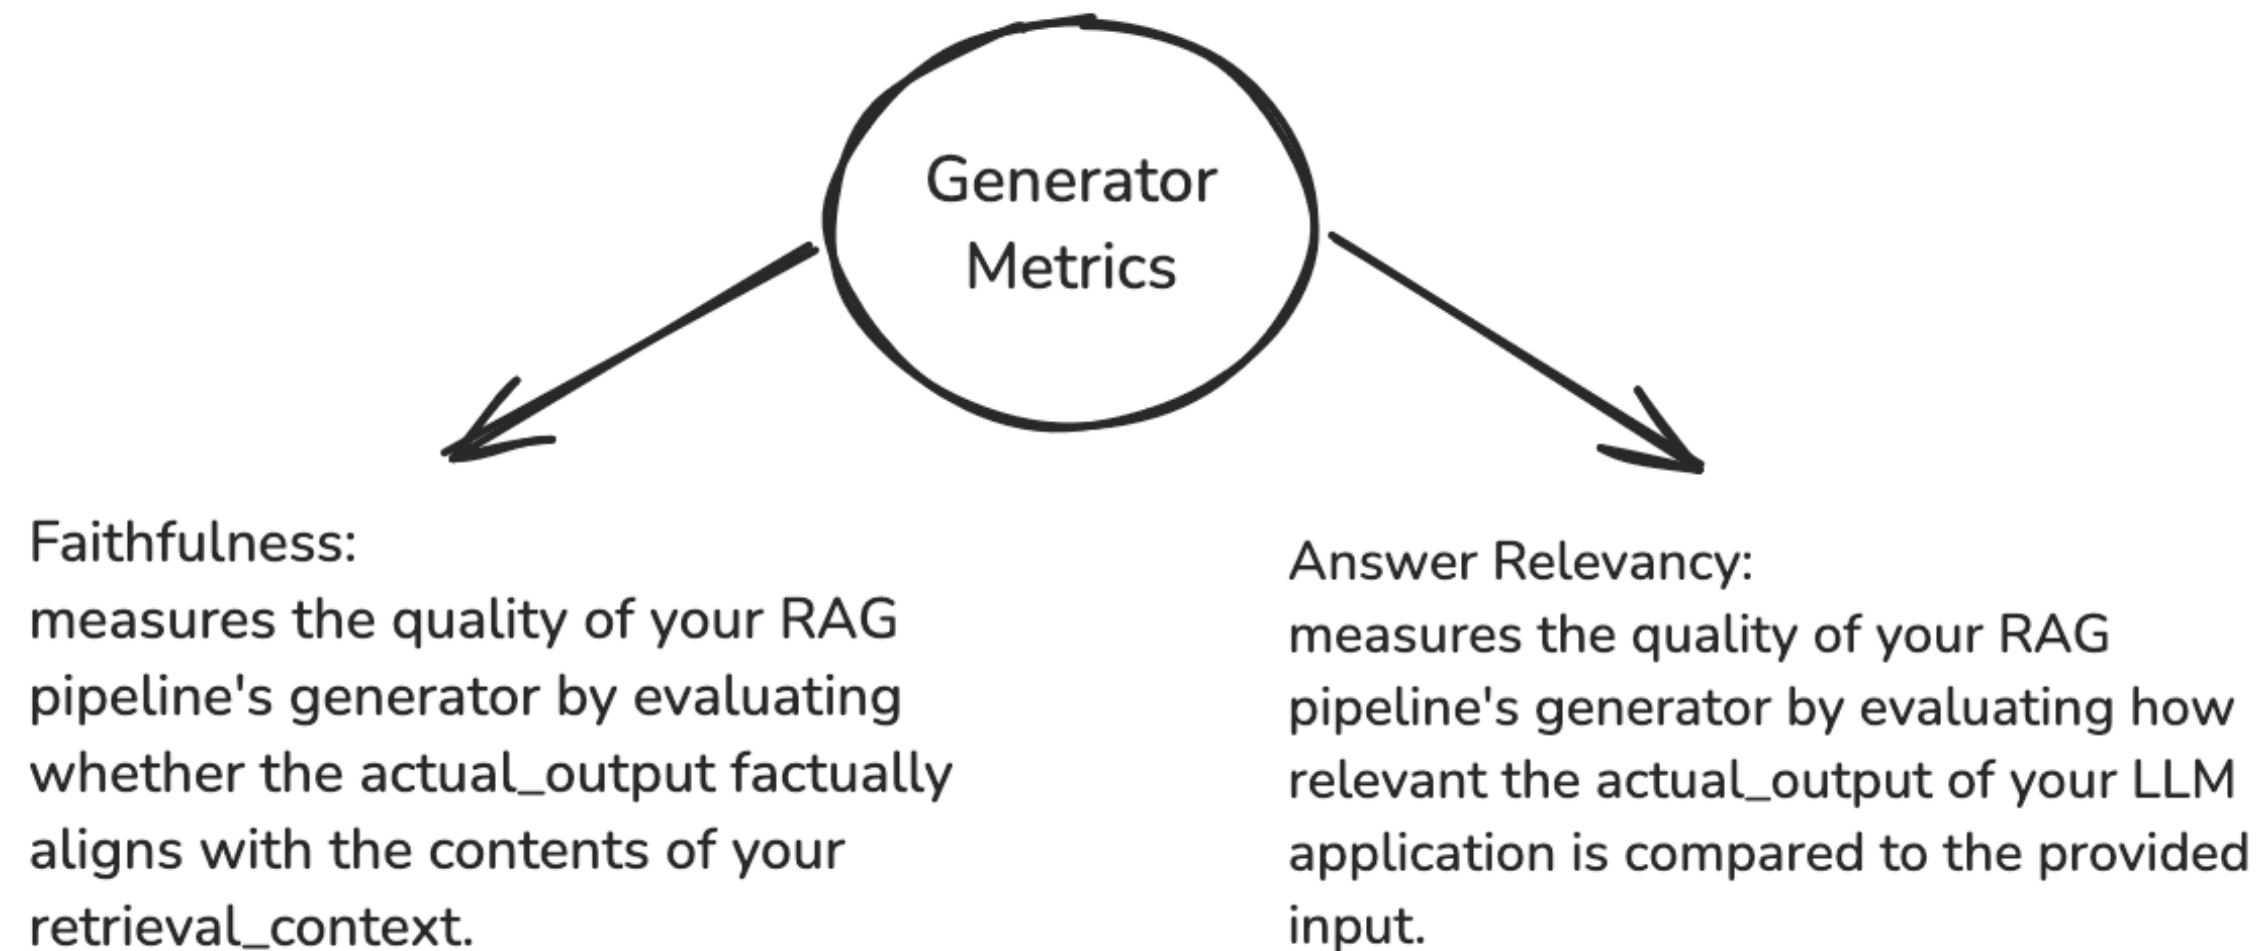 Generator
Metrics
Faithfulness:
measures the quality of your RAG
pipeline's generator by evaluating
whether the actual_output factually
aligns with the contents of your
retrieval_context.
Answer Relevancy:
measures the quality of your RAG
pipeline's generator by evaluating how
relevant the actual_output of your LLM
application is compared to the provided
input.